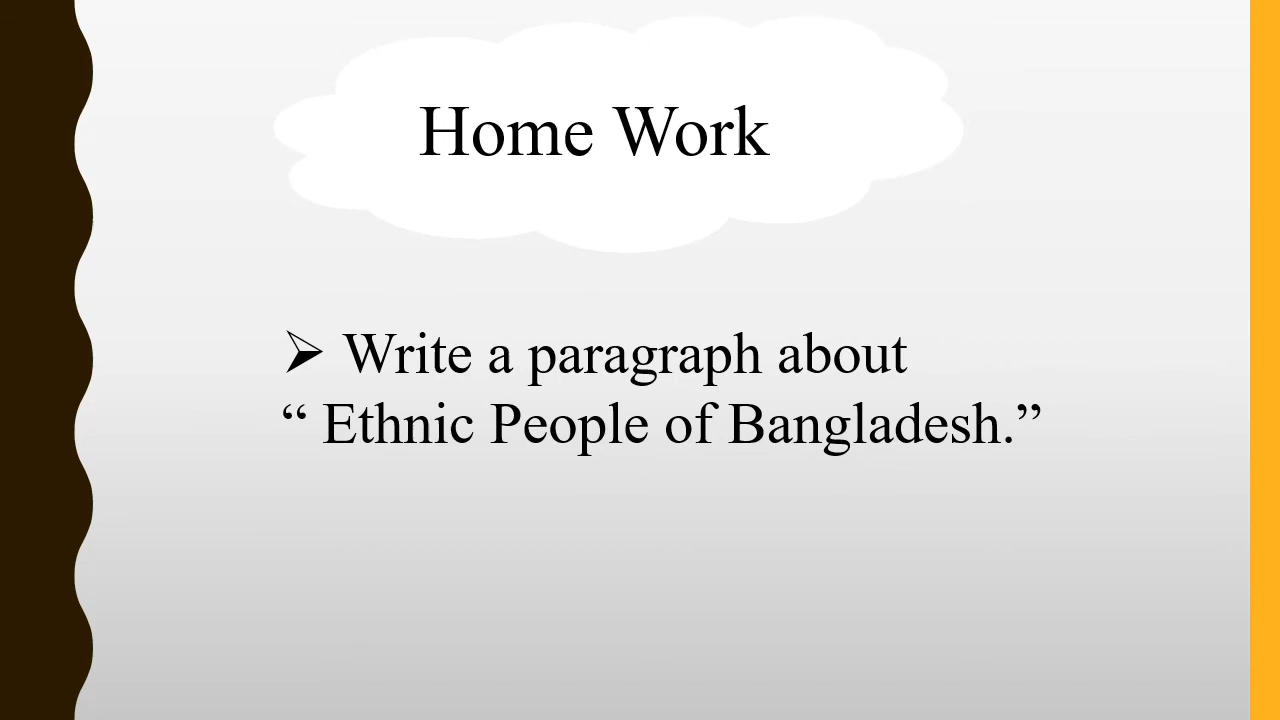 Home Work
➢ Write a paragraph about
“ Ethnic People of Bangladesh.”